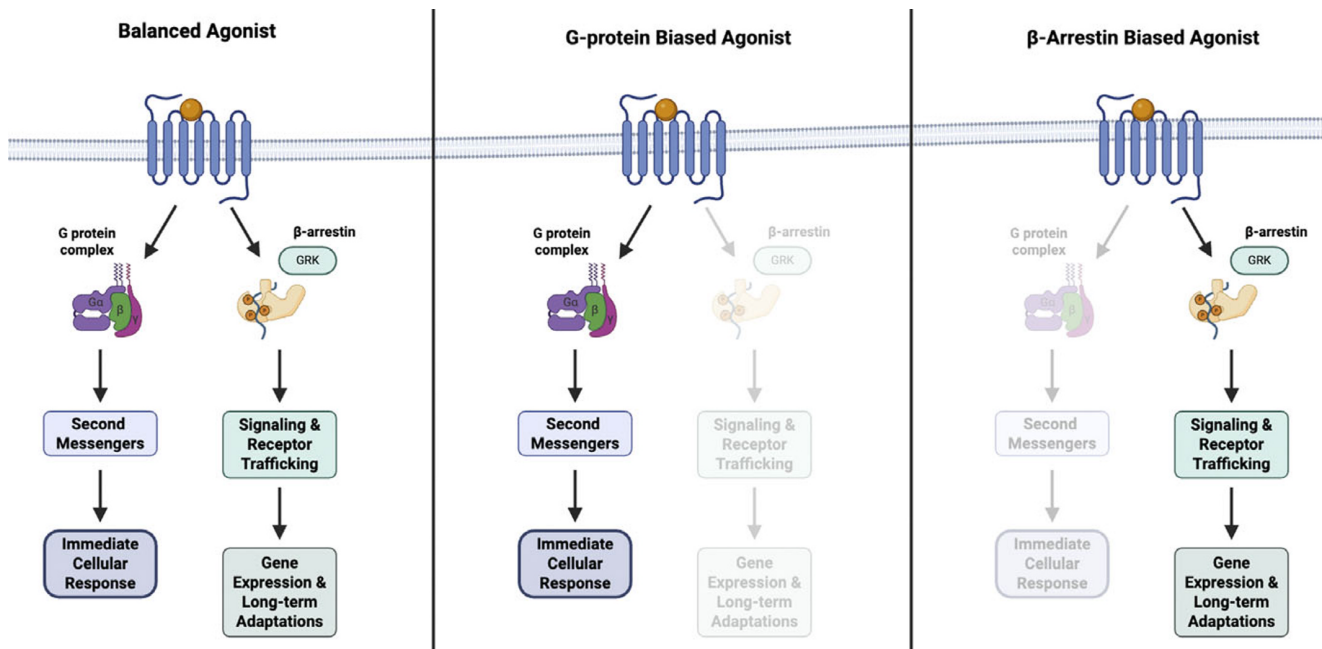 Balanced Agonist
G protein
complex
β-arrestin
GRK
Gα
β
γ
P
P
P
Second
Messengers
Signaling &
Receptor
Trafficking
Immediate
Cellular
Response
Gene
Expression &
Long-term
Adaptations
G-protein Biased Agonist
G protein
complex
β-arrestin
GRK
Gα
β
γ
P
P
P
Second
Messengers
Signaling &
Receptor
Trafficking
Immediate
Cellular
Response
Gene
Expression &
Long-term
Adaptations
β-Arrestin Biased Agonist
G protein
complex
β-arrestin
GRK
Gα
β
γ
P
P
P
Second
Messengers
Signaling &
Receptor
Trafficking
Immediate
Cellular
Response
Gene
Expression &
Long-term
Adaptations